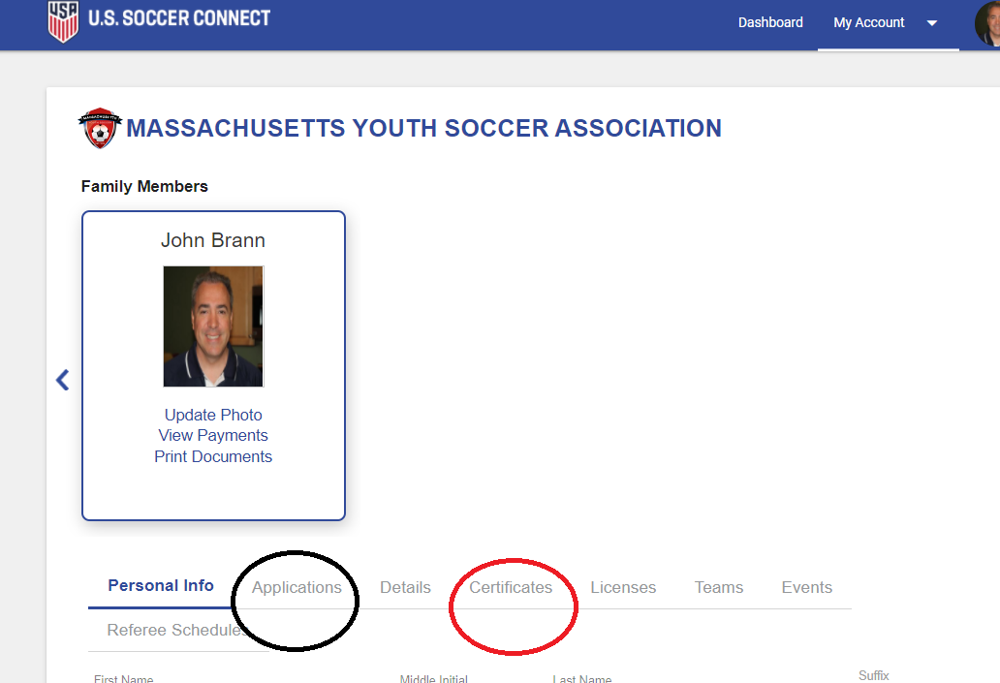 U.S. SOCCER CONNECT
Dashboard My Account
MASSACHUSETTS
MASSACHUSETTS YOUTH SOCCER ASSOCIATION
Family Members
John Brann
Update Photo
View Payments
Print Documents
Personal Info Applications Details Certificates Licenses Teams Events
Referee Schedules
First Name Middle Initial Last Name Suffix